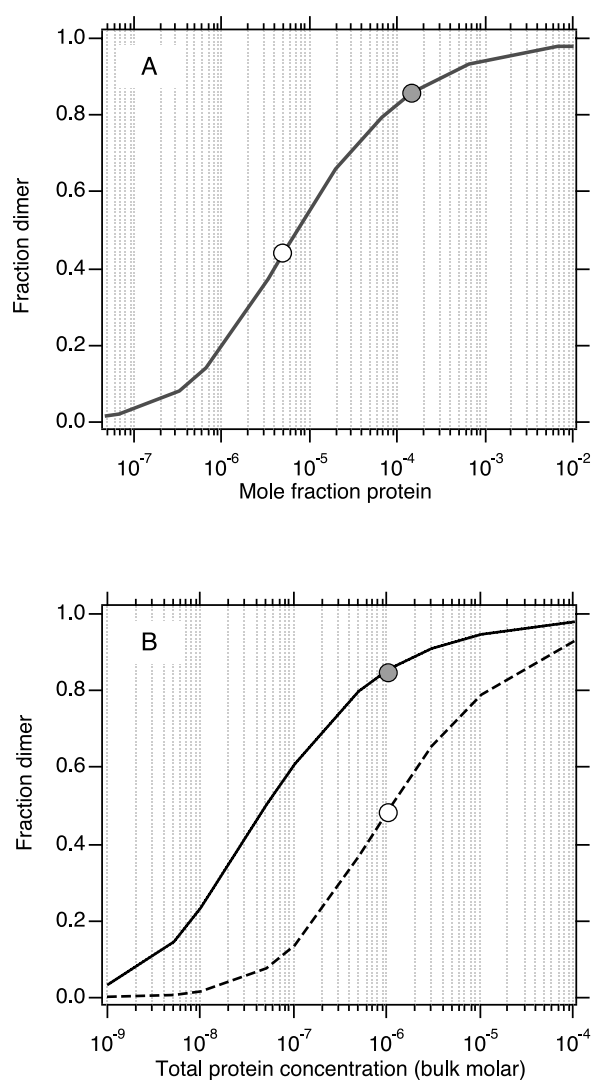 A
Fraction dimer
1.0
0.8
0.6
0.4
0.2
0.0
10-7 10-6 10-5 10-4 10-3 10-2
Mole fraction protein
B
Fraction dimer
1.0
0.8
0.6
0.4
0.2
0.0
10-9 10-8 10-7 10-6 10-5 10-4
Total protein concentration (bulk molar)